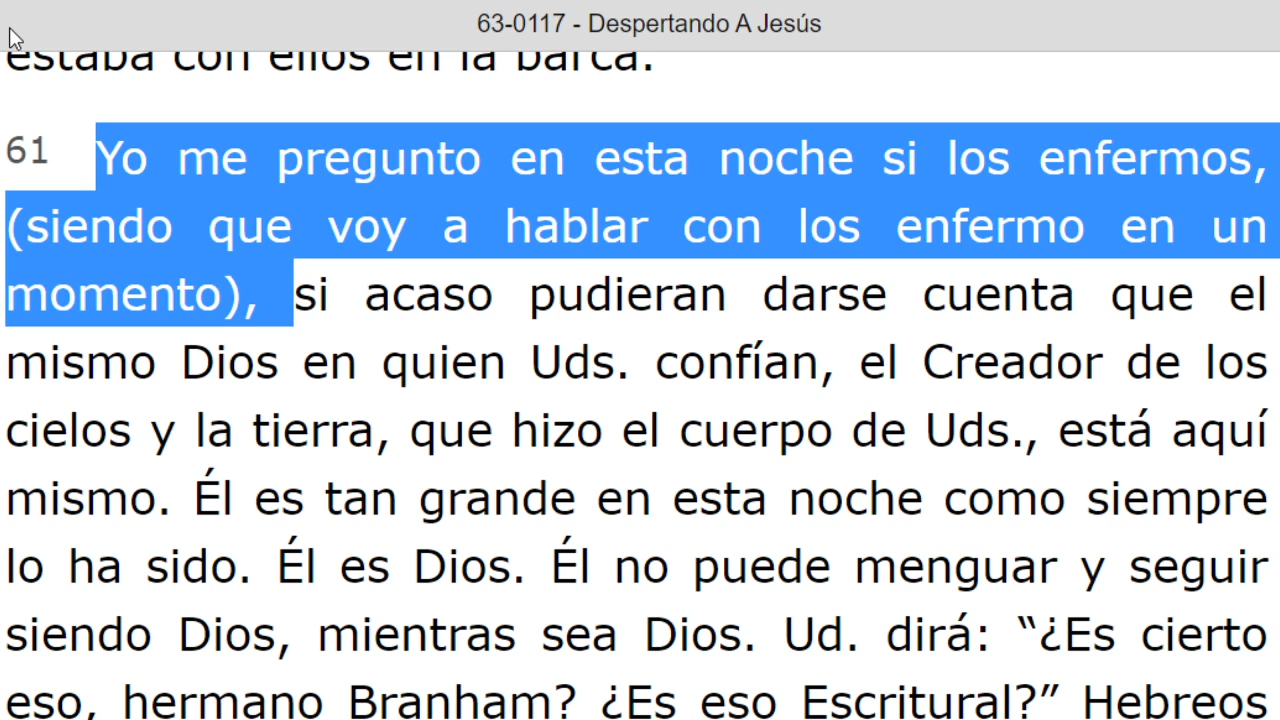 63-0117 - Despertando A Jesús
estaba con ellos en la barca.
61 Yo me pregunto en esta noche si los enfermos,
(siendo que voy a hablar con los enfermo en un
momento), si acaso pudieran darse cuenta que el
mismo Dios en quien Uds. confían, el Creador de los
cielos y la tierra, que hizo el cuerpo de Uds., está aquí
mismo. Él es tan grande en esta noche como siempre
lo ha sido. Él es Dios. Él no puede menguar y seguir
siendo Dios, mientras sea Dios. Ud. dirá: “¿Es cierto
eso, hermano Branham? ¿Es eso Escritural?” Hebreos